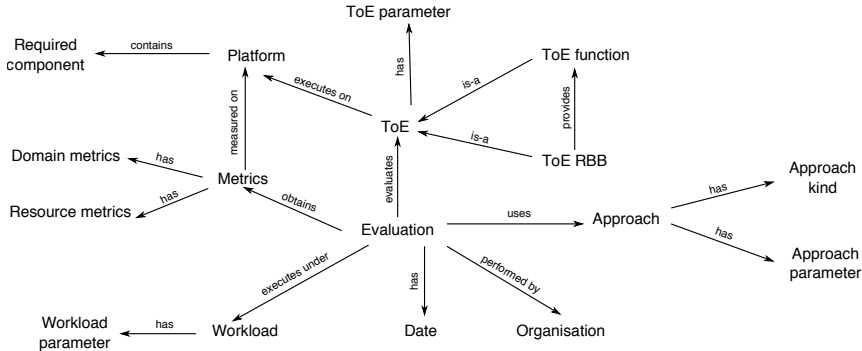 ToE parameter
Required
component
contains
Platform
has
ToE function
executes on
is-a
measured on
provides
ToE
is-a
Domain metrics
has
ToE RBB
Metrics
evaluates
Approach
kind
has
Resource metrics
has
obtains
Evaluation
uses
Approach
has
Approach
parameter
executes under
has
performed by
Workload
parameter
has
Workload
Date
Organisation